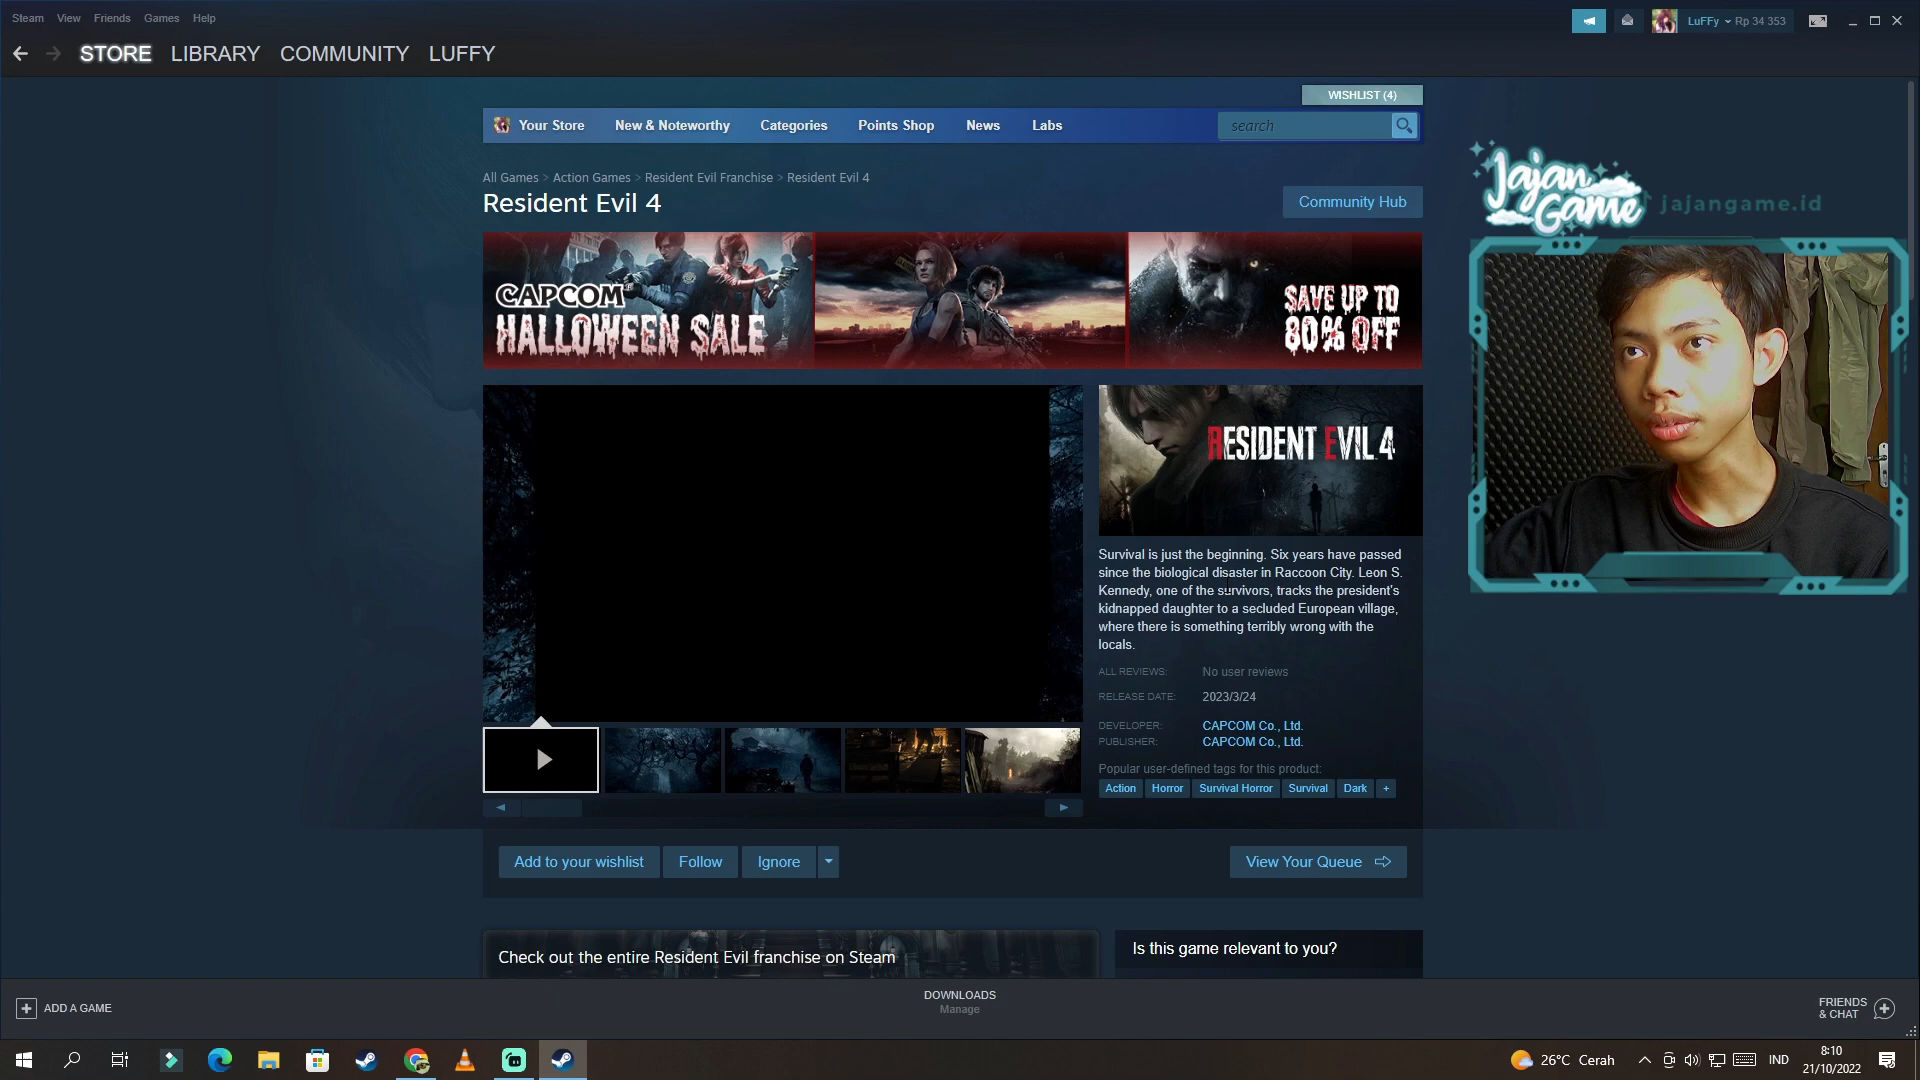 Steam View Friends Games Help
LuFFy Rp 34 353
STORE LIBRARY COMMUNITY LUFFY
WISHLIST (4)
Your Store New & Noteworthy Categories Points Shop News Labs search
All Games > Action Games > Resident Evil Franchise > Resident Evil 4
Resident Evil 4
Community Hub
Jajan Game
jajangame.id
CAPCOM
HALLOWEEN SALE
SAVE UP TO
80% OFF
RESIDENT EVIL 4
Survival is just the beginning. Six years have passed
since the biological disaster in Raccoon City. Leon S.
Kennedy, one of the survivors, tracks the president's
kidnapped daughter to a secluded European village,
where there is something terribly wrong with the
locals.
ALL REVIEWS: No user reviews
RELEASE DATE: 2023/3/24
DEVELOPER: CAPCOM Co., Ltd.
PUBLISHER: CAPCOM Co., Ltd.
Popular user-defined tags for this product:
Action Horror Survival Horror Survival Dark +
Add to your wishlist Follow Ignore View Your Queue
Check out the entire Resident Evil franchise on Steam
Is this game relevant to you?
ADD A GAME
DOWNLOADS
Manage
FRIENDS
& CHAT
26°C Cerah IND
8:10
21/10/2022